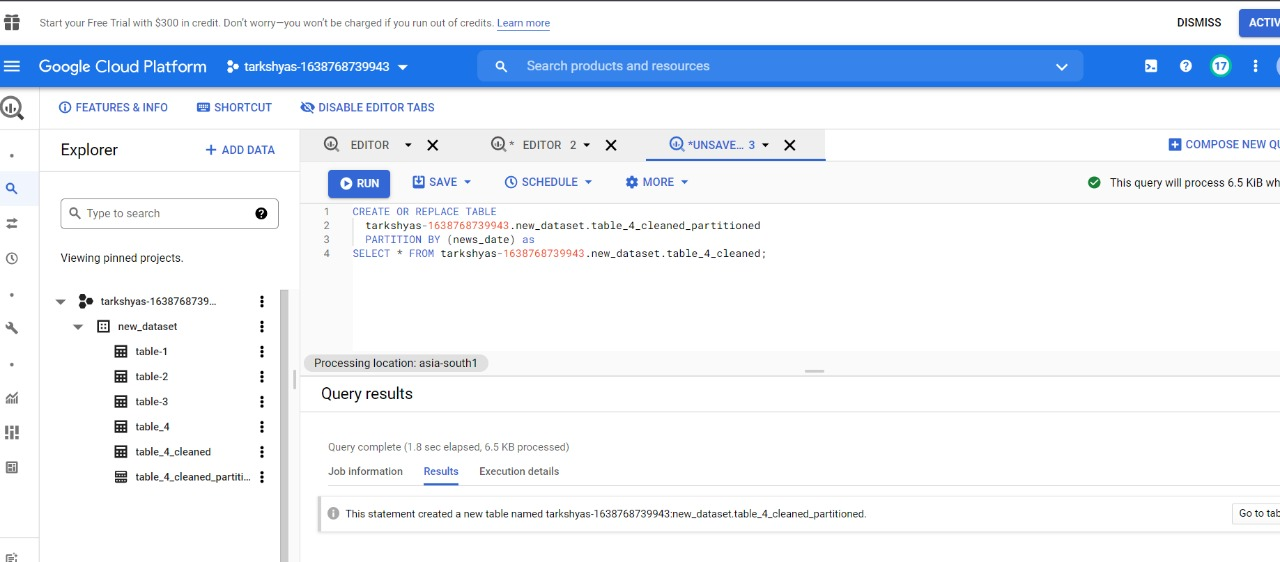 Start your Free Trial with $300 in credit. Don't worry—you won't be charged if you run out of credits. Learn more
DISMISS
ACTIV
Google Cloud Platform
tarkshyas-1638768739943
Search products and resources
17
FEATURES & INFO
SHORTCUT
DISABLE EDITOR TABS
Explorer
+ ADD DATA
EDITOR
* EDITOR 2
*UNSAVE... 3
COMPOSE NEW QU
RUN
SAVE
SCHEDULE
MORE
This query will process 6.5 KiB wh
Type to search
Viewing pinned projects.
tarkshyas-1638768739...
new_dataset
table-1
table-2
table-3
table_4
table_4_cleaned
table_4_cleaned_partiti...
1 CREATE OR REPLACE TABLE
2 tarkshyas-1638768739943.new_dataset.table_4_cleaned_partitioned
3 PARTITION BY (news_date) as
4 SELECT * FROM tarkshyas-1638768739943.new_dataset.table_4_cleaned;
Processing location: asia-south1
Query results
Query complete (1.8 sec elapsed, 6.5 KB processed)
Job information
Results
Execution details
This statement created a new table named tarkshyas-1638768739943:new_dataset.table_4_cleaned_partitioned.
Go to tab